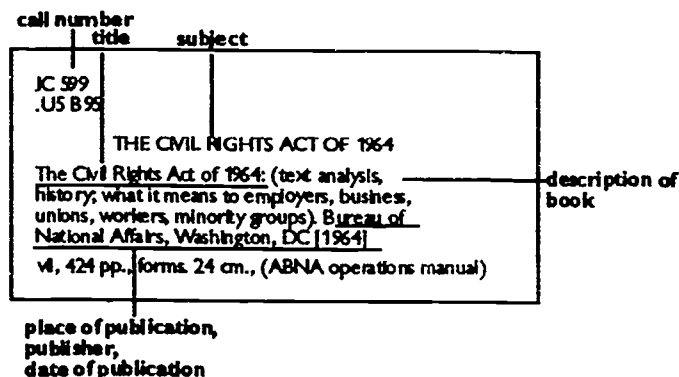 call number
title
subject
JC 599
.U5 B95
THE CIVIL RIGHTS ACT OF 1964
The Civil Rights Act of 1964: (text analysis,
history; what it means to employers, business,
unions, workers, minority groups). Bureau of
National Affairs, Washington, DC [1964]
description of
book
vii, 424 pp., forms. 24 cm., (ABNA operations manual)
place of publication,
publisher,
date of publication